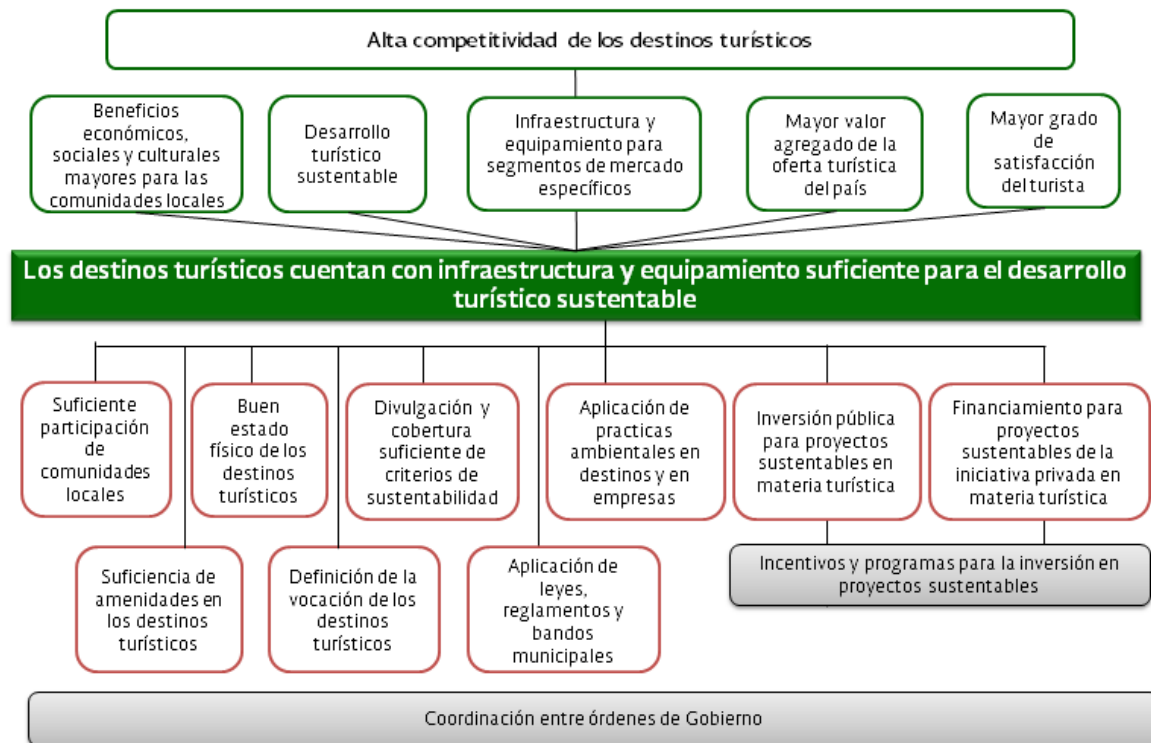 Alta competitividad de los destinos turísticos
Beneficios
económicos,
sociales y culturales
mayores para las
comunidades locales
Desarrollo
turístico
sustentable
Infraestructura y
equipamiento para
segmentos de mercado
específicos
Mayor valor
agregado de la
oferta turística
del país
Mayor grado
de
satisfacción
del turista
Los destinos turísticos cuentan con infraestructura y equipamiento suficiente para el desarrollo
turístico sustentable
Suficiente
participación
de
comunidades
locales
Buen
estado
físico de los
destinos
turísticos
Divulgación y
cobertura
suficiente de
criterios de
sustentabilidad
Aplicación de
practicas
ambientales en
destinos y en
empresas
Inversión pública
para proyectos
sustentables en
materia turística
Financiamiento para
proyectos
sustentables de la
iniciativa privada en
materia turística
Suficiencia de
amenidades en
los destinos
turísticos
Definición de la
vocación de los
destinos
turísticos
Aplicación de
leyes,
reglamentos y
bandos
municipales
Incentivos y programas para la inversión en
proyectos sustentables
Coordinación entre órdenes de Gobierno